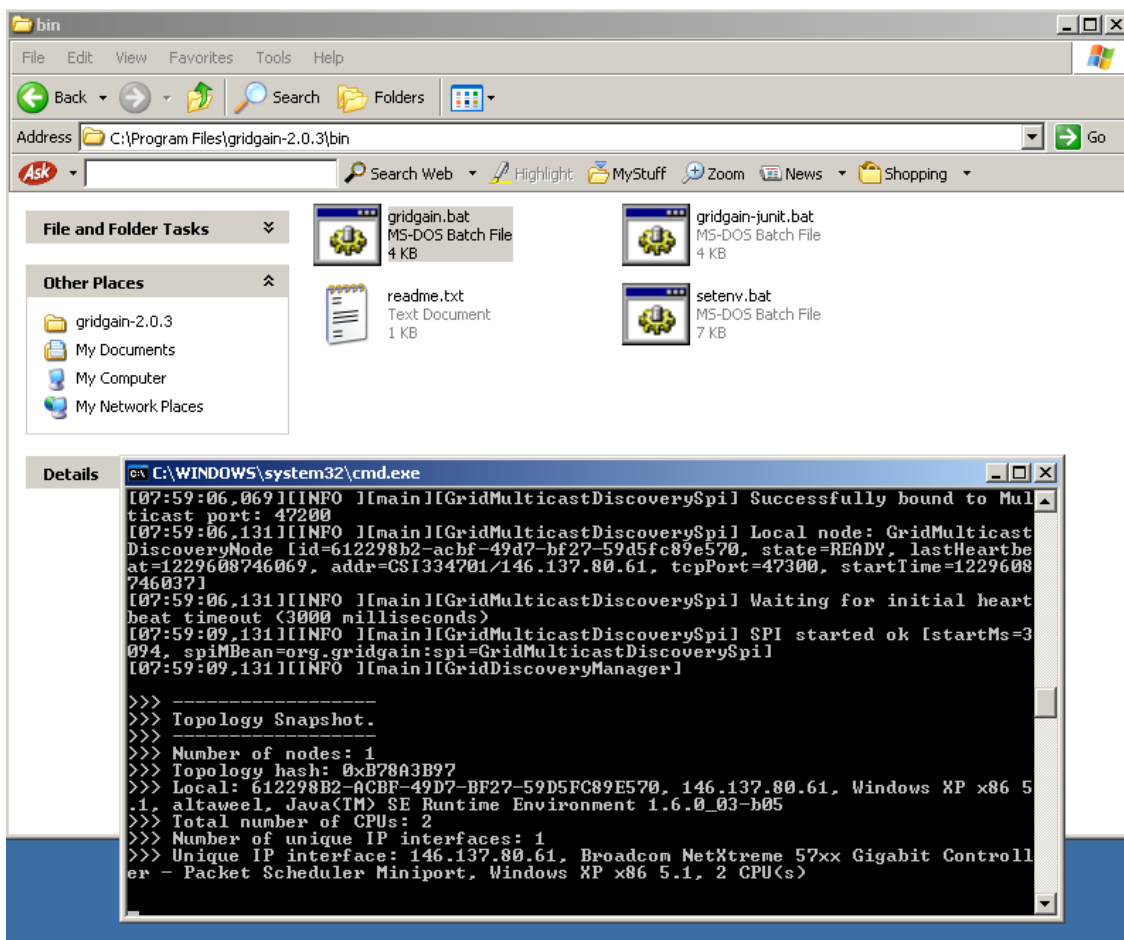 bin
File Edit View Favorites Tools Help
Back Search Folders
Address C:\Program Files\gridgain-2.0.3\bin Go
Ask Search Web Highlight MyStuff Zoom News Shopping
File and Folder Tasks
gridgain.bat
MS-DOS Batch File
4 KB
gridgain-junit.bat
MS-DOS Batch File
4 KB
Other Places
gridgain-2.0.3
My Documents
My Computer
My Network Places
readme.txt
Text Document
1 KB
setenv.bat
MS-DOS Batch File
7 KB
Details
C:\WINDOWS\system32\cmd.exe
[07:59:06,069][INFO ][main][GridMulticastDiscoverySpi] Successfully bound to Mul
ticast port: 47200
[07:59:06,131][INFO ][main][GridMulticastDiscoverySpi] Local node: GridMulticast
DiscoveryNode [id=612298b2-acbf-49d7-bf27-59d5fc89e570, state=READY, lastHeartbe
at=1229608746069, addr=CSI334701/146.137.80.61, tcpPort=47300, startTime=1229608
746037]
[07:59:06,131][INFO ][main][GridMulticastDiscoverySpi] Waiting for initial heart
beat timeout (3000 milliseconds)
[07:59:09,131][INFO ][main][GridMulticastDiscoverySpi] SPI started ok [startMs=3
094, spiMBean=org.gridgain:spi=GridMulticastDiscoverySpi]
[07:59:09,131][INFO ][main][GridDiscoveryManager]
>>> -------------------
>>> Topology Snapshot.
>>> -------------------
>>> Number of nodes: 1
>>> Topology hash: 0xB78A3B97
>>> Local: 612298B2-ACBF-49D7-BF27-59D5FC89E570, 146.137.80.61, Windows XP x86 5
.1, altaweel, Java(TM) SE Runtime Environment 1.6.0_03-b05
>>> Total number of CPUs: 2
>>> Number of unique IP interfaces: 1
>>> Unique IP interface: 146.137.80.61, Broadcom NetXtreme 57xx Gigabit Controll
er - Packet Scheduler Miniport, Windows XP x86 5.1, 2 CPU(s)